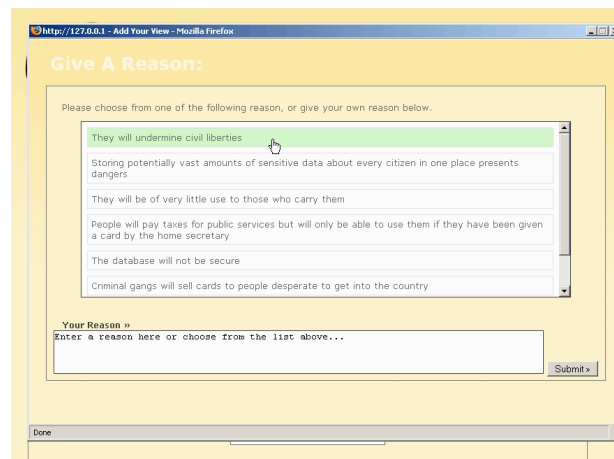 http://127.0.0.1 - Add Your View - Mozilla Firefox
Give A Reason:
Please choose from one of the following reason, or give your own reason below.
They will undermine civil liberties
Storing potentially vast amounts of sensitive data about every citizen in one place presents
dangers
They will be of very little use to those who carry them
People will pay taxes for public services but will only be able to use them if they have been given
a card by the home secretary
The database will not be secure
Criminal gangs will sell cards to people desperate to get into the country
Your Reason »
Enter a reason here or choose from the list above...
Submit »
Done